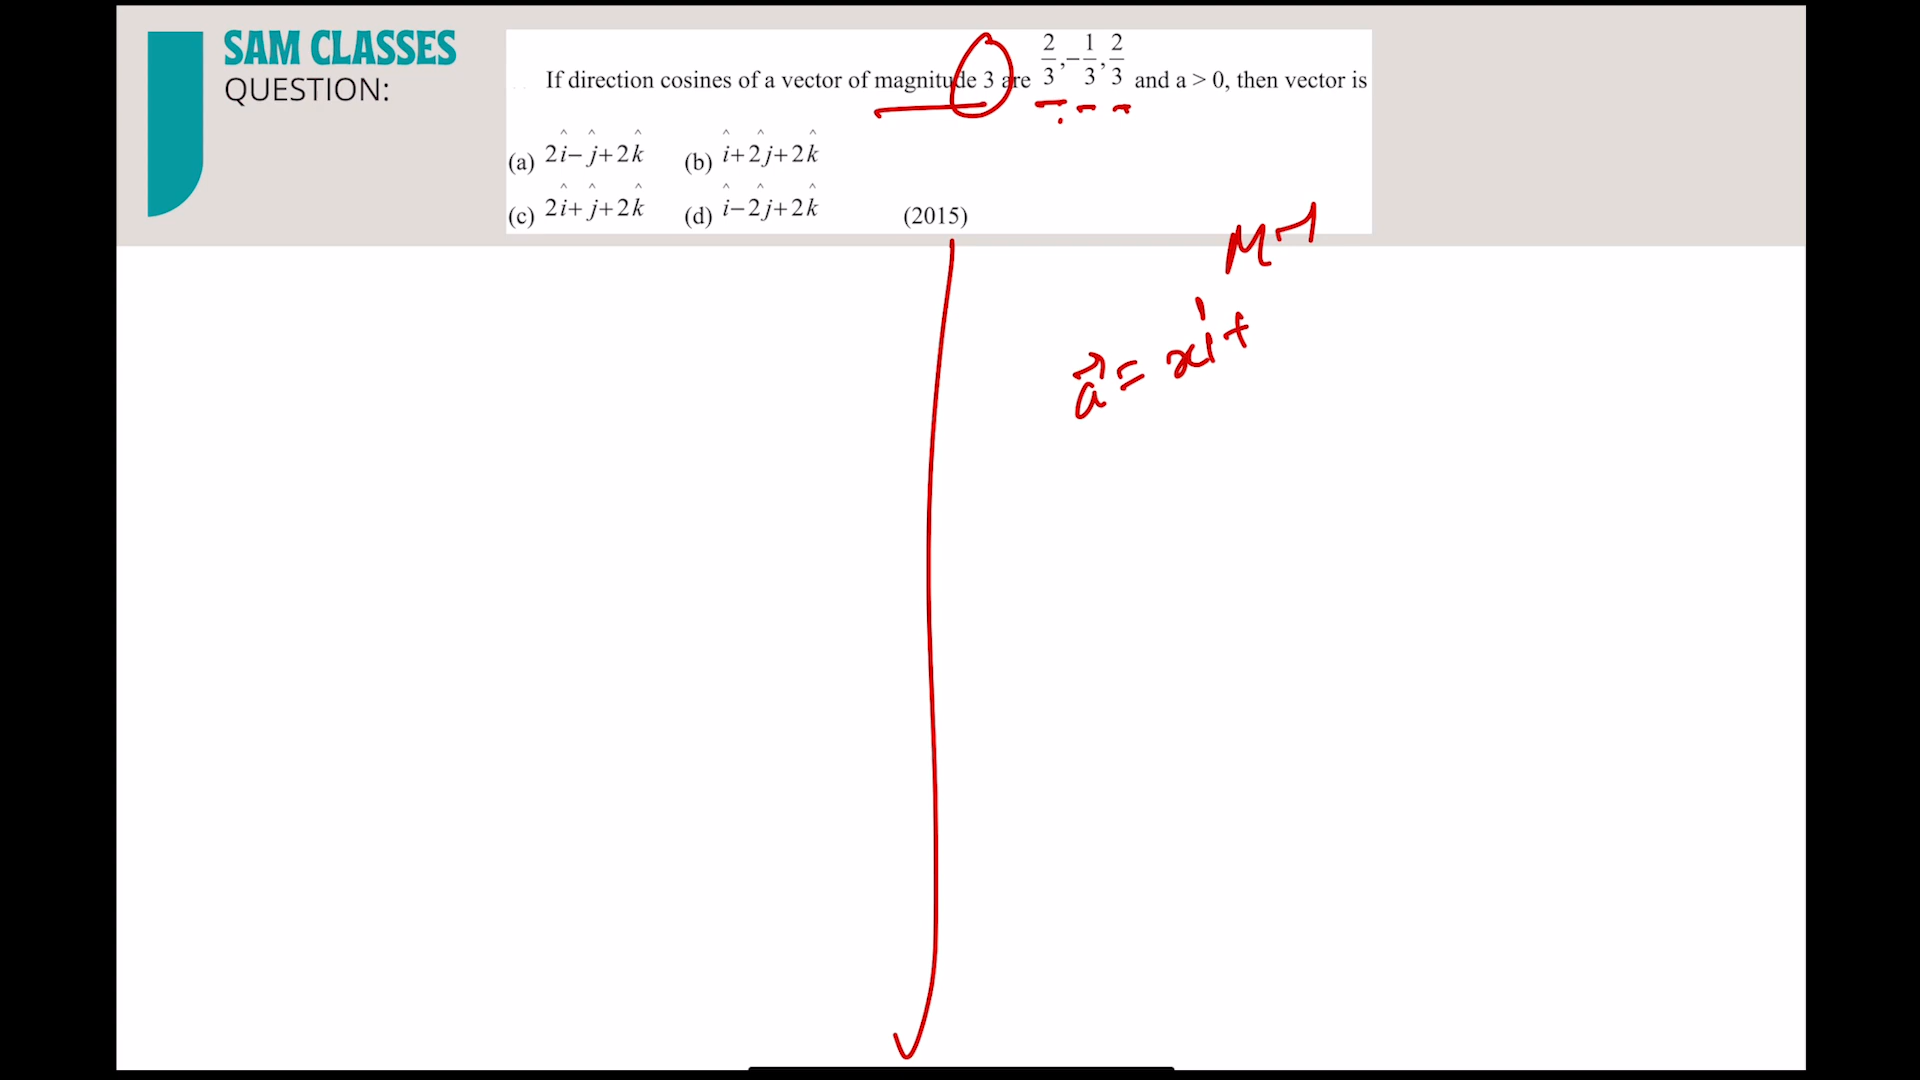 SAM CLASSES
QUESTION:
If direction cosines of a vector of magnitude 3 are 2/3, -1/3, 2/3 and a > 0, then vector is
(a) 2î − ĵ + 2k̂ (b) î + 2ĵ + 2k̂
(c) 2î + ĵ + 2k̂ (d) î − 2ĵ + 2k̂ (2015)
M-1
a⃗ = xi +